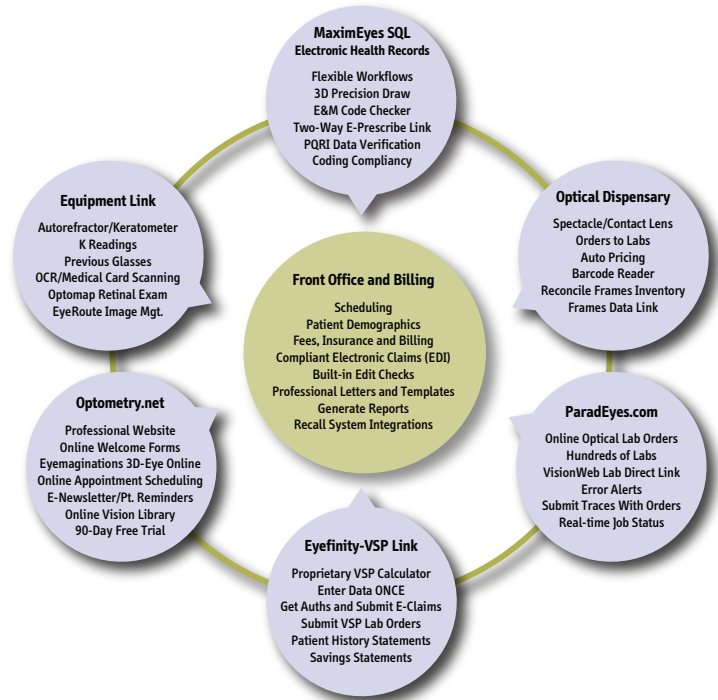 MaximEyes SQL
Electronic Health Records
Flexible Workflows
3D Precision Draw
E&M Code Checker
Two-Way E-Prescribe Link
PQRI Data Verification
Coding Compliancy
Equipment Link
Autorefractor/Keratometer
K Readings
Previous Glasses
OCR/Medical Card Scanning
Optomap Retinal Exam
EyeRoute Image Mgt.
Optical Dispensary
Spectacle/Contact Lens
Orders to Labs
Auto Pricing
Barcode Reader
Reconcile Frames Inventory
Frames Data Link
Front Office and Billing
Scheduling
Patient Demographics
Fees, Insurance and Billing
Compliant Electronic Claims (EDI)
Built-in Edit Checks
Professional Letters and Templates
Generate Reports
Recall System Integrations
Optometry.net
Professional Website
Online Welcome Forms
Eyemaginations 3D-Eye Online
Online Appointment Scheduling
E-Newsletter/Pt. Reminders
Online Vision Library
90-Day Free Trial
ParadEyes.com
Online Optical Lab Orders
Hundreds of Labs
VisionWeb Lab Direct Link
Error Alerts
Submit Traces With Orders
Real-time Job Status
Eyefinity-VSP Link
Proprietary VSP Calculator
Enter Data ONCE
Get Auths and Submit E-Claims
Submit VSP Lab Orders
Patient History Statements
Savings Statements